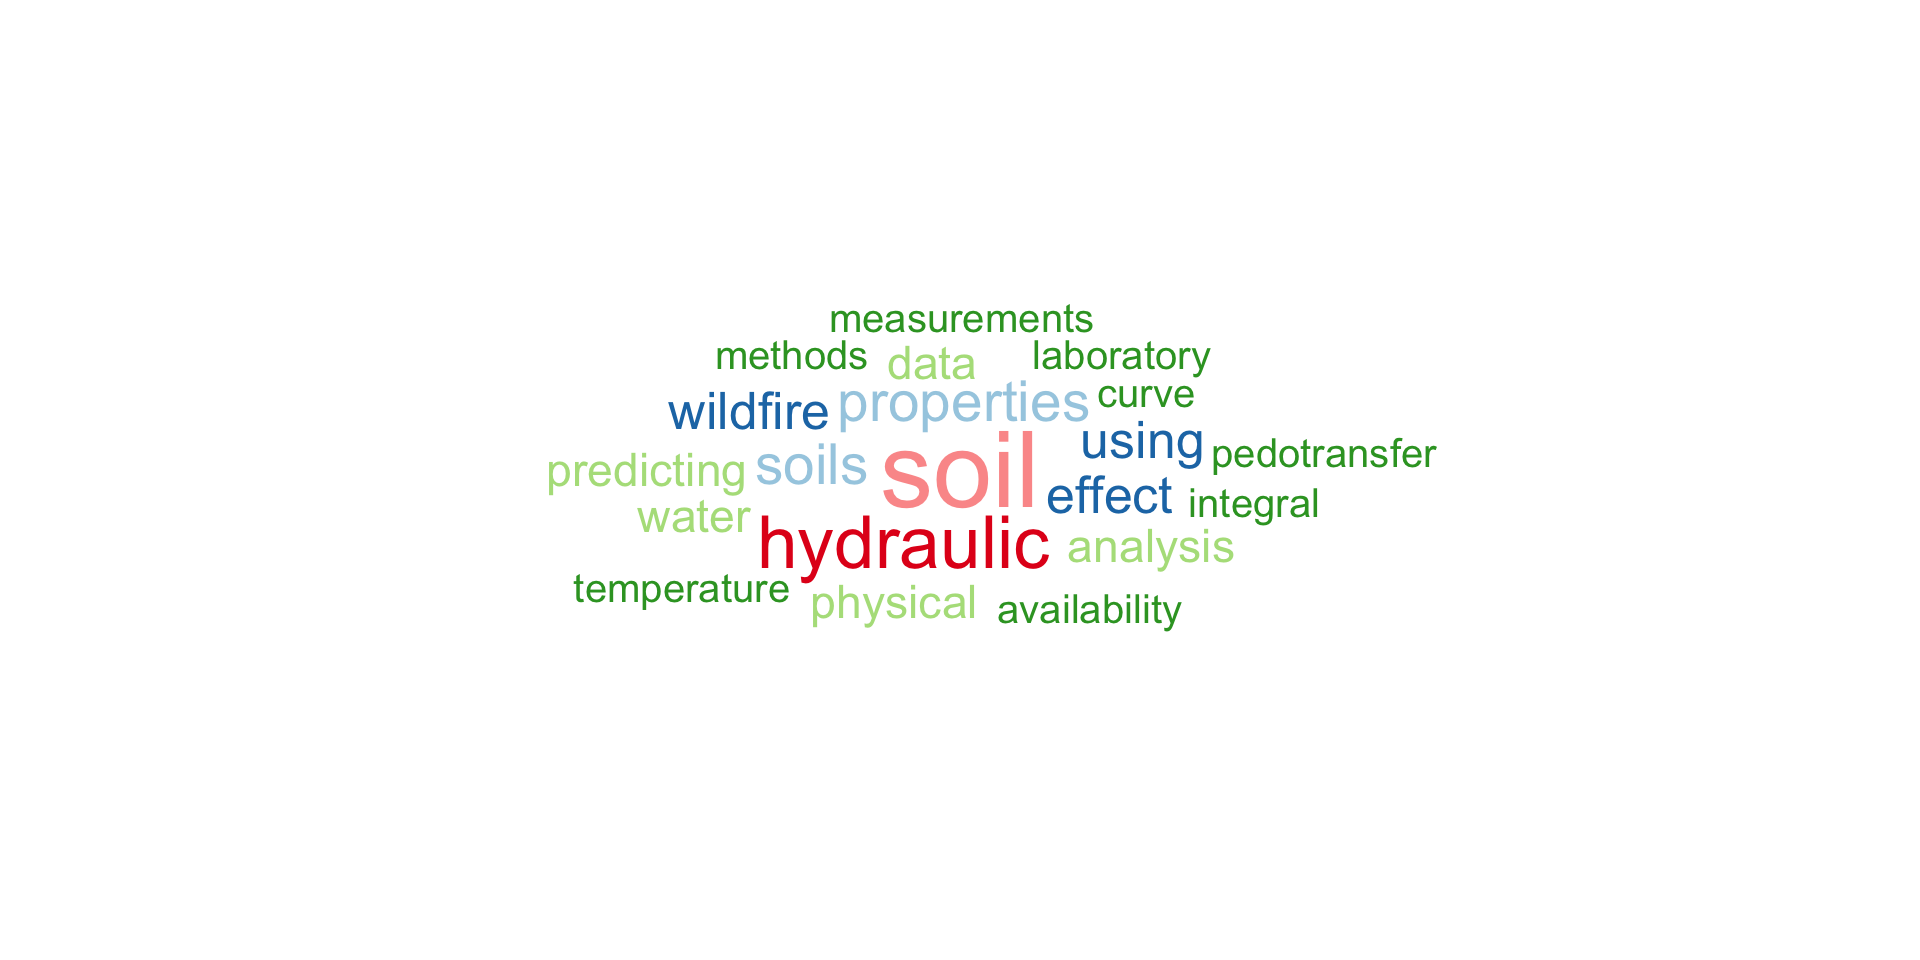 measurements
methods data laboratory
wildfire properties curve
predicting soils soil using pedotransfer
water effect integral
hydraulic analysis
temperature physical availability